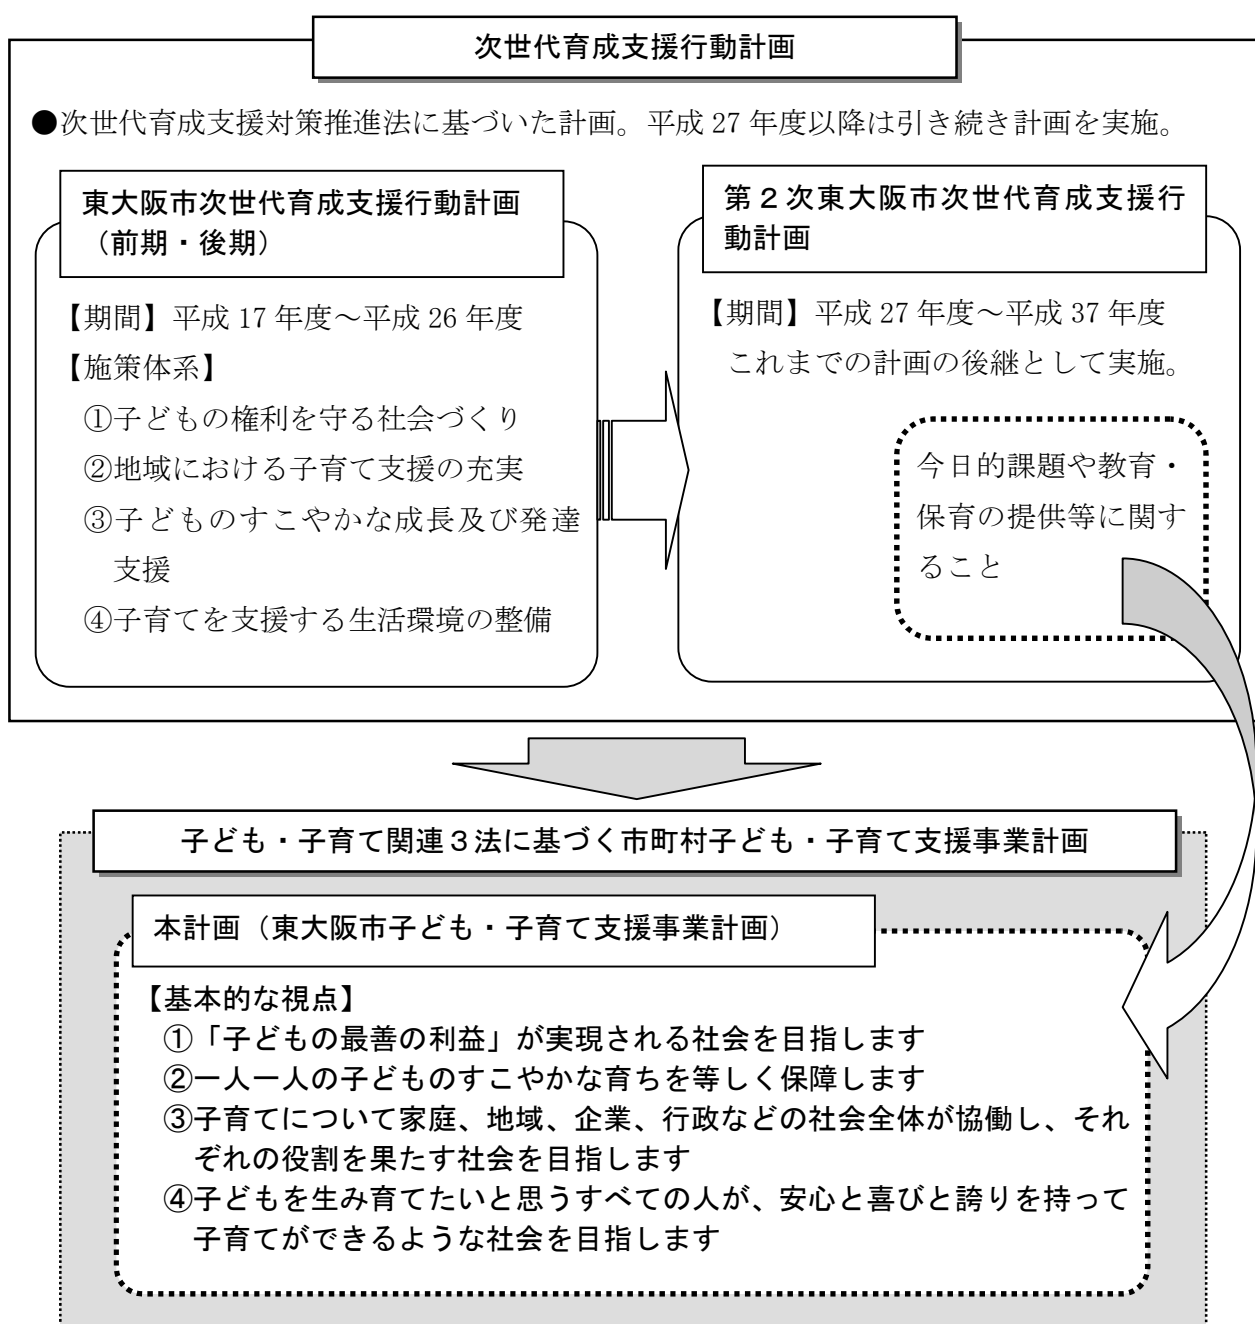 次世代育成支援行動計画
●次世代育成支援対策推進法に基づいた計画。平成 27 年度以降は引き続き計画を実施。
東大阪市次世代育成支援行動計画
（前期・後期）
【期間】平成 17 年度～平成 26 年度
【施策体系】
①子どもの権利を守る社会づくり
②地域における子育て支援の充実
③子どものすこやかな成長及び発達
支援
④子育てを支援する生活環境の整備
第２次東大阪市次世代育成支援行
動計画
【期間】平成 27 年度～平成 37 年度
これまでの計画の後継として実施。
今日的課題や教育・
保育の提供等に関す
ること
子ども・子育て関連３法に基づく市町村子ども・子育て支援事業計画
本計画（東大阪市子ども・子育て支援事業計画）
【基本的な視点】
①「子どもの最善の利益」が実現される社会を目指します
②一人一人の子どものすこやかな育ちを等しく保障します
③子育てについて家庭、地域、企業、行政などの社会全体が協働し、それ
ぞれの役割を果たす社会を目指します
④子どもを生み育てたいと思うすべての人が、安心と喜びと誇りを持って
子育てができるような社会を目指します